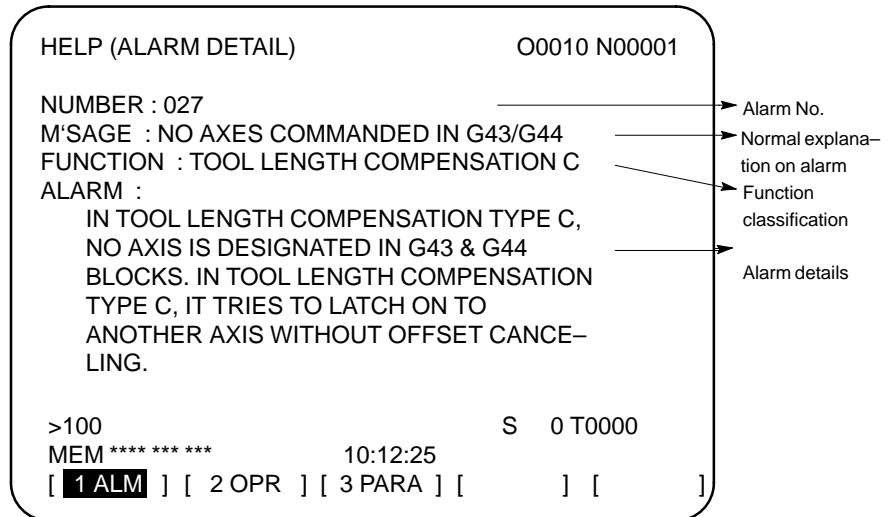 HELP (ALARM DETAIL) O0010 N00001
NUMBER : 027
M‘SAGE : NO AXES COMMANDED IN G43/G44
FUNCTION : TOOL LENGTH COMPENSATION C
ALARM :
IN TOOL LENGTH COMPENSATION TYPE C,
NO AXIS IS DESIGNATED IN G43 & G44
BLOCKS. IN TOOL LENGTH COMPENSATION
TYPE C, IT TRIES TO LATCH ON TO
ANOTHER AXIS WITHOUT OFFSET CANCE–
LING.
>100 S 0 T0000
MEM **** *** *** 10:12:25
[ 1 ALM ] [ 2 OPR ] [ 3 PARA ] [ ] [ ]
Alarm No.
Normal explana–
tion on alarm
Function
classification
Alarm details